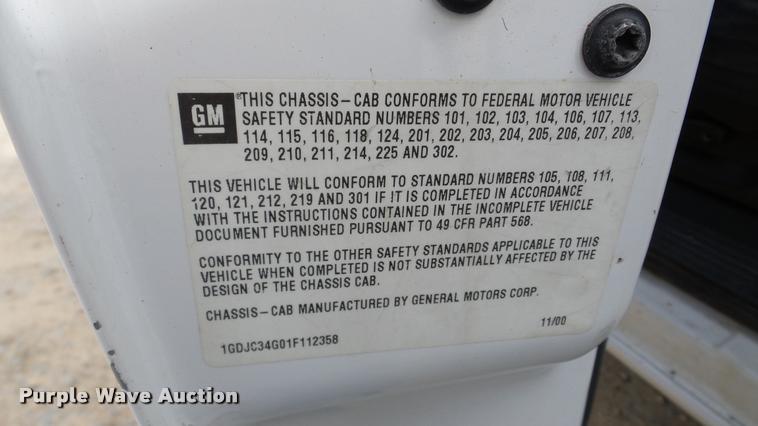 GM
® THIS CHASSIS-CAB CONFORMS TO FEDERAL MOTOR VEHICLE
SAFETY STANDARD NUMBERS 101, 102, 103, 104, 106, 107, 113,
114, 115, 116, 118, 124, 201, 202, 203, 204, 205, 206, 207, 208,
209, 210, 211, 214, 225 AND 302.
THIS VEHICLE WILL CONFORM TO STANDARD NUMBERS 105, 108, 111,
120, 121, 212, 219 AND 301 IF IT IS COMPLETED IN ACCORDANCE
WITH THE INSTRUCTIONS CONTAINED IN THE INCOMPLETE VEHICLE
DOCUMENT FURNISHED PURSUANT TO 49 CFR PART 568.
CONFORMITY TO THE OTHER SAFETY STANDARDS APPLICABLE TO THIS
VEHICLE WHEN COMPLETED IS NOT SUBSTANTIALLY AFFECTED BY THE
DESIGN OF THE CHASSIS CAB.
CHASSIS-CAB MANUFACTURED BY GENERAL MOTORS CORP.
11/00
1GDJC34G01F112358
Purple Wave Auction